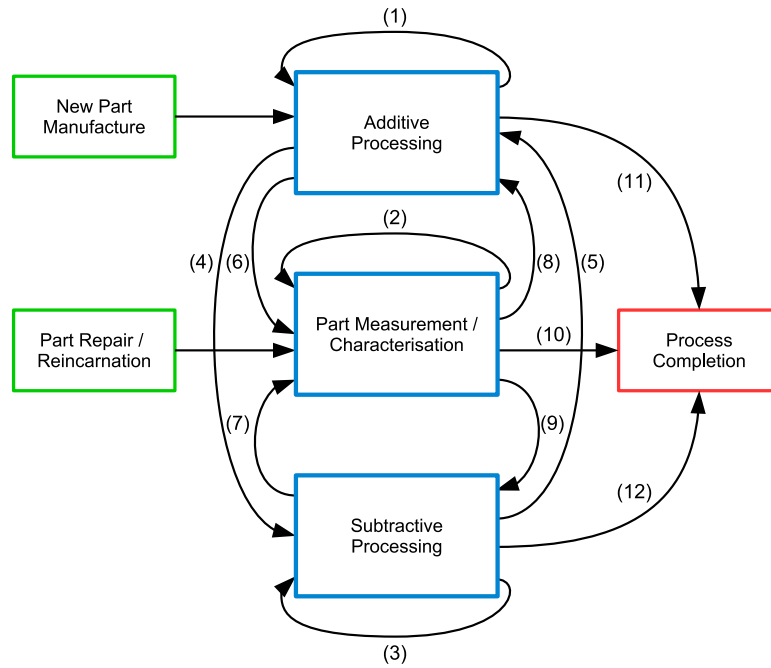 (1)
New Part
Manufacture
Additive
Processing
(11)
(2)
(4)
(6)
(8)
(5)
Part Repair /
Reincarnation
Part Measurement /
Characterisation
(10)
Process
Completion
(7)
(9)
(12)
Subtractive
Processing
(3)